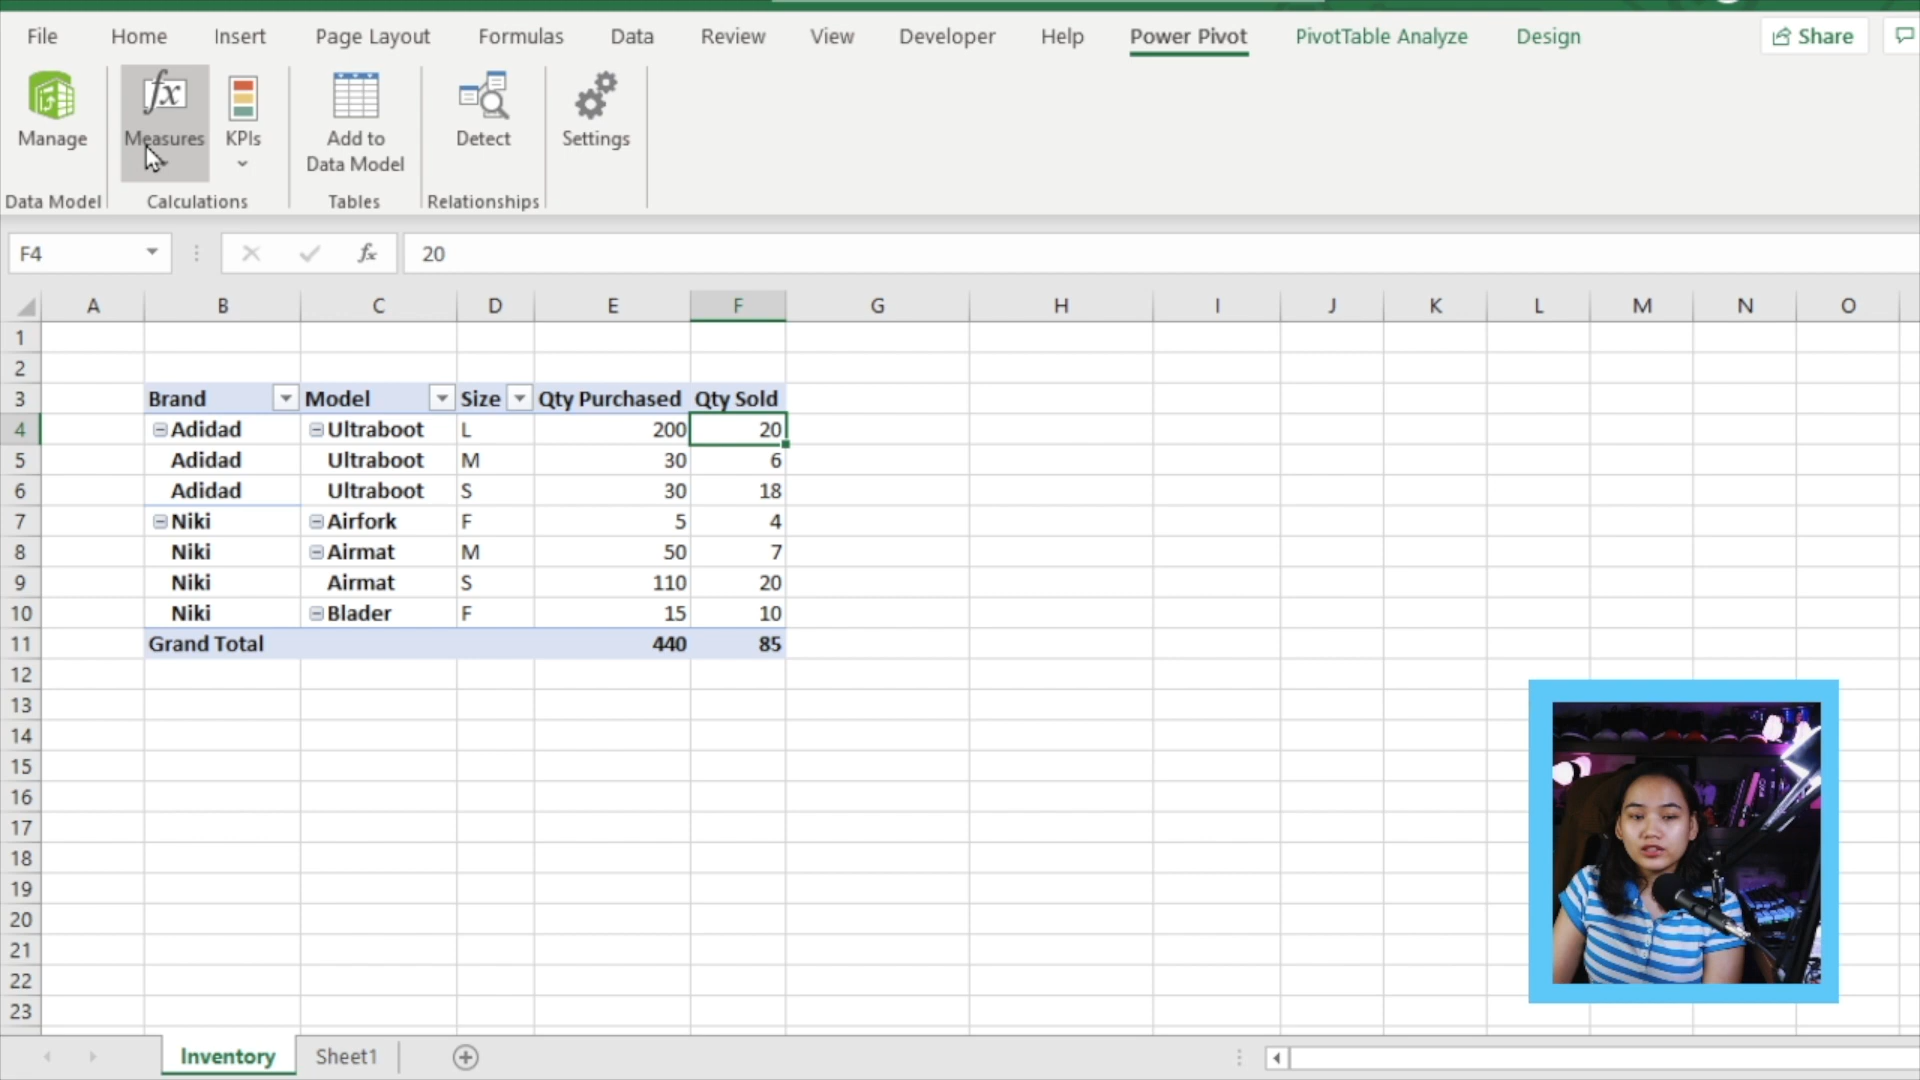 File Home Insert Page Layout Formulas Data Review View Developer Help Power Pivot PivotTable Analyze Design Share
Manage Measures KPIs Add to Data Model Detect Settings
Data Model Calculations Tables Relationships
F4 fx 20
A B C D E F G H I J K L M N O
1
2
3 Brand Model Size Qty Purchased Qty Sold
4 Adidad Ultraboot L 200 20
5 Adidad Ultraboot M 30 6
6 Adidad Ultraboot S 30 18
7 Niki Airfork F 5 4
8 Niki Airmat M 50 7
9 Niki Airmat S 110 20
10 Niki Blader F 15 10
11 Grand Total 440 85
12
13
14
15
16
17
18
19
20
21
22
23
Inventory Sheet1